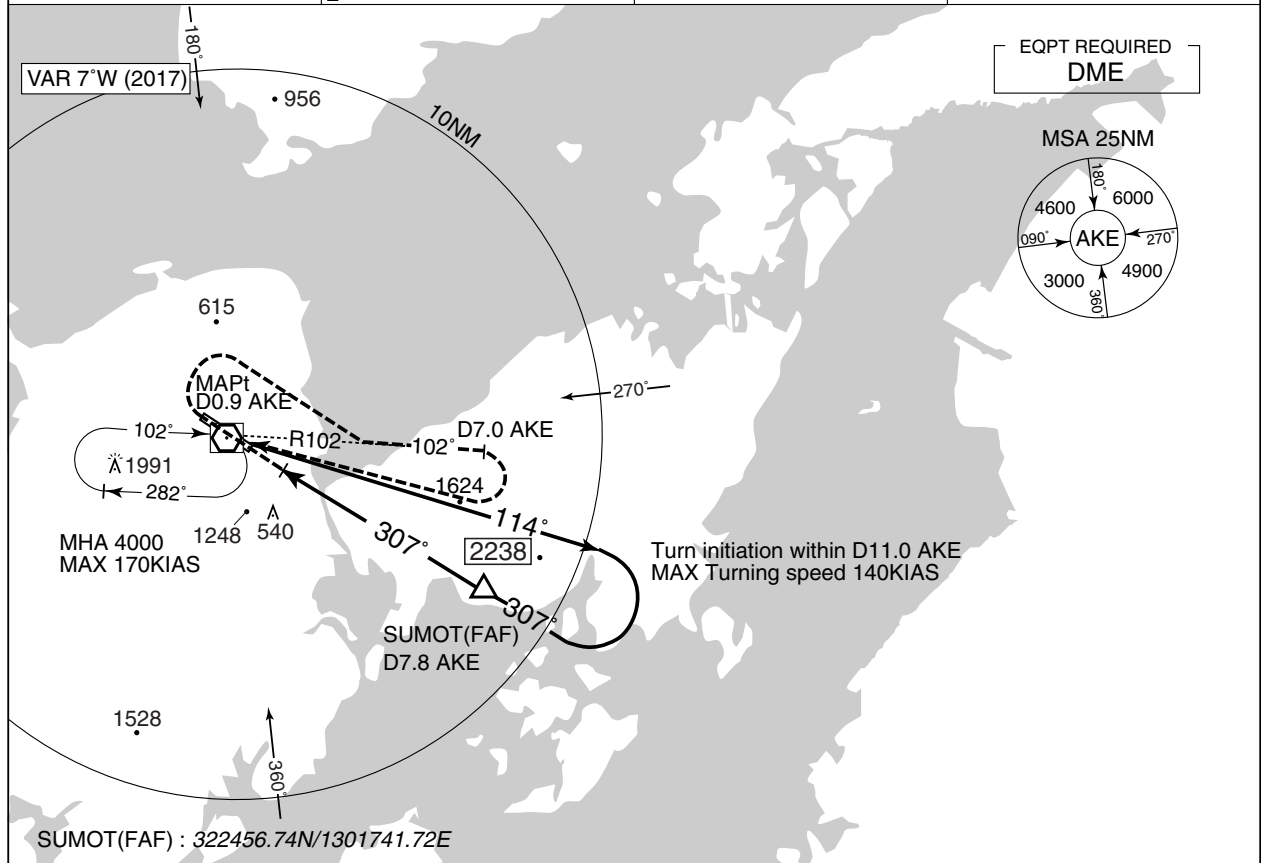 180°
VAR 7°W (2017)
956
10NM
EQPT REQUIRED
DME
MSA 25NM
180°
4600
6000
090°
AKE
270°
3000
4900
360°
615
270°
MAPt
D0.9 AKE
102°
R102
102°
D7.0 AKE
1991
282°
1624
114°
1248
540
307°
2238
MHA 4000
MAX 170KIAS
Turn initiation within D11.0 AKE
MAX Turning speed 140KIAS
307°
SUMOT(FAF)
D7.8 AKE
1528
360°
SUMOT(FAF) : 322456.74N/1301741.72E